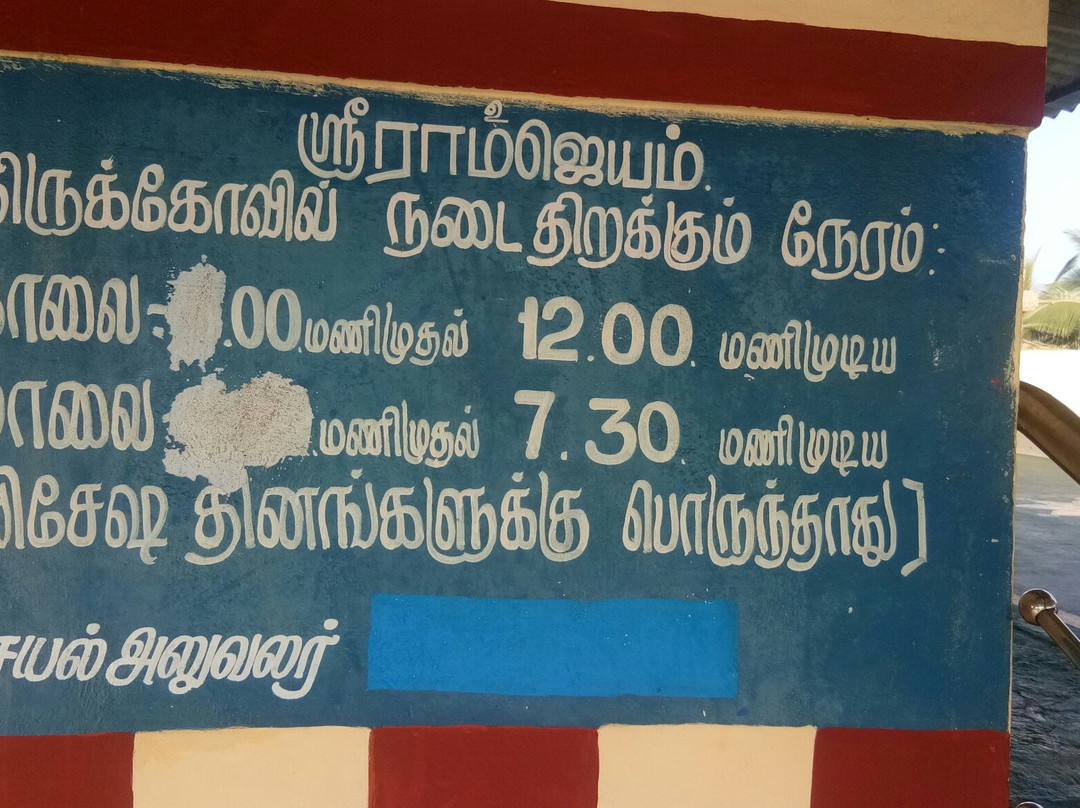 ஸ்ரீராம்ஜெயம்.
திருக்கோவில் நடை திறக்கும் நேரம்:
காலை- .00.மணிமுதல் 12.00. மணிமுடிய
மாலை .மணிமுதல் 7.30 மணிமுடிய
விசேஷ தினங்களுக்கு பொருந்தாது]
செயல் அலுவலர்